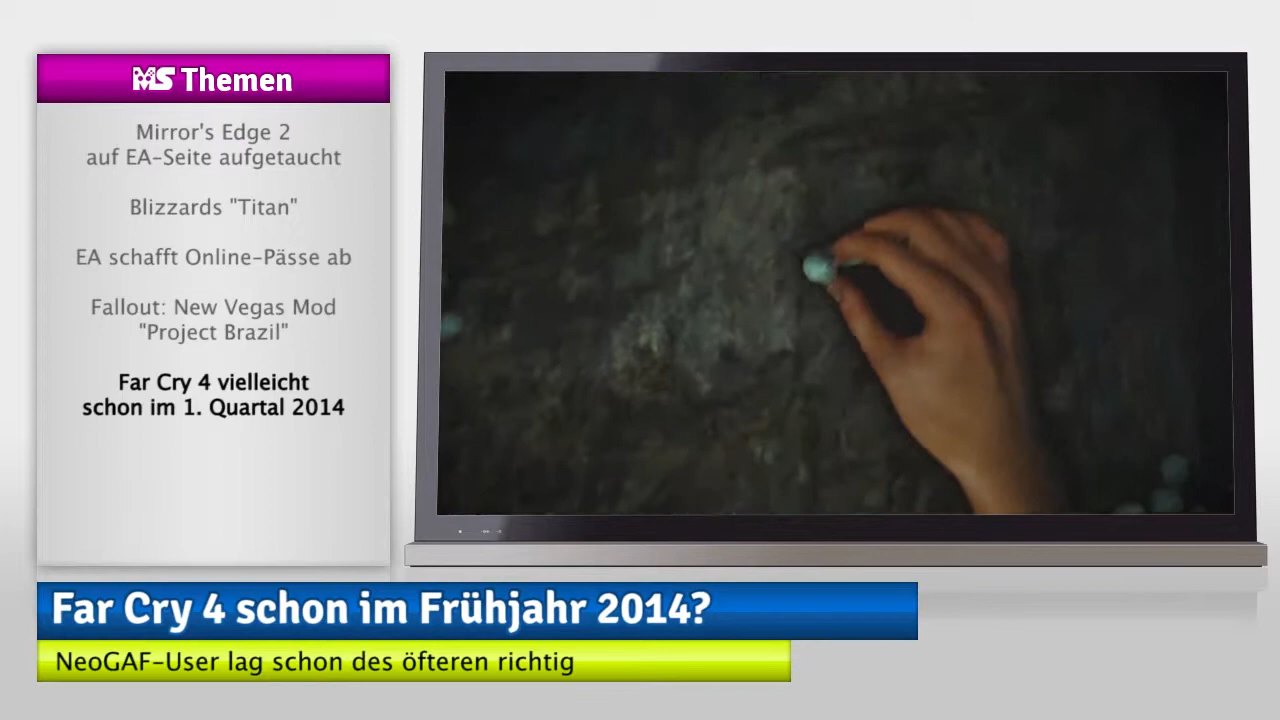 MS Themen
Mirror's Edge 2
auf EA-Seite aufgetaucht
Blizzards "Titan"
EA schafft Online-Pässe ab
Fallout: New Vegas Mod
"Project Brazil"
Far Cry 4 vielleicht
schon im 1. Quartal 2014
Far Cry 4 schon im Frühjahr 2014?
NeoGAF-User lag schon des öfteren richtig